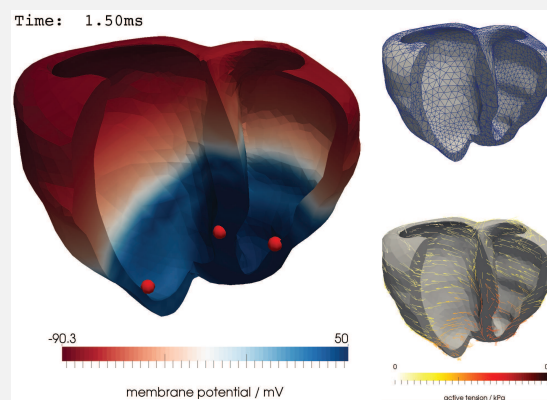 Time: 1.50ms
-90.3
50
membrane potential / mV
0
active tension / kPa